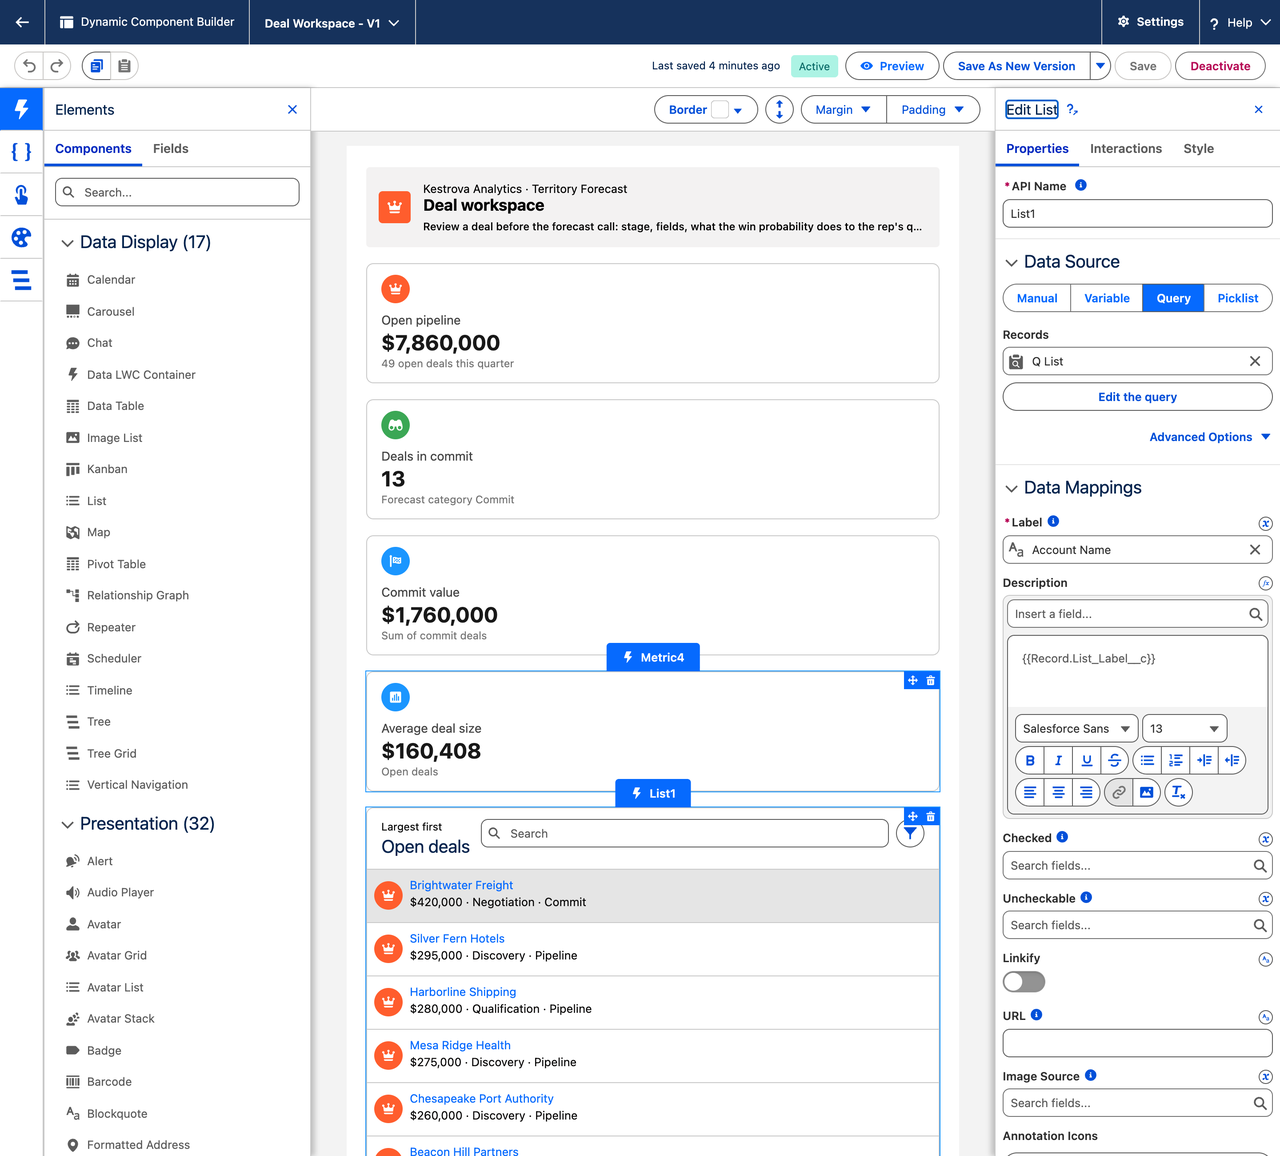 Dynamic Component Builder
Deal Workspace - V1
Settings
? Help
Last saved 4 minutes ago
Active
Preview
Save As New Version
Save
Deactivate
Elements
Components
Fields
Search...
Data Display (17)
Calendar
Carousel
Chat
Data LWC Container
Data Table
Image List
Kanban
List
Map
Pivot Table
Relationship Graph
Repeater
Scheduler
Timeline
Tree
Tree Grid
Vertical Navigation
Presentation (32)
Alert
Audio Player
Avatar
Avatar Grid
Avatar List
Avatar Stack
Badge
Barcode
Blockquote
Formatted Address
Border
Margin
Padding
Kestrova Analytics · Territory Forecast
Deal workspace
Review a deal before the forecast call: stage, fields, what the win probability does to the rep's q...
Open pipeline
$7,860,000
49 open deals this quarter
Deals in commit
13
Forecast category Commit
Commit value
$1,760,000
Sum of commit deals
Metric4
Average deal size
$160,408
Open deals
List1
Largest first
Open deals
Search
Brightwater Freight
$420,000 · Negotiation · Commit
Silver Fern Hotels
$295,000 · Discovery · Pipeline
Harborline Shipping
$280,000 · Qualification · Pipeline
Mesa Ridge Health
$275,000 · Discovery · Pipeline
Chesapeake Port Authority
$260,000 · Discovery · Pipeline
Beacon Hill Partners
Edit List
Properties
Interactions
Style
*API Name
List1
Data Source
Manual
Variable
Query
Picklist
Records
Q List
Edit the query
Advanced Options
Data Mappings
*Label
Account Name
Description
Insert a field...
{{Record.List_Label__c}}
Salesforce Sans
13
Checked
Search fields...
Uncheckable
Search fields...
Linkify
URL
Image Source
Search fields...
Annotation Icons